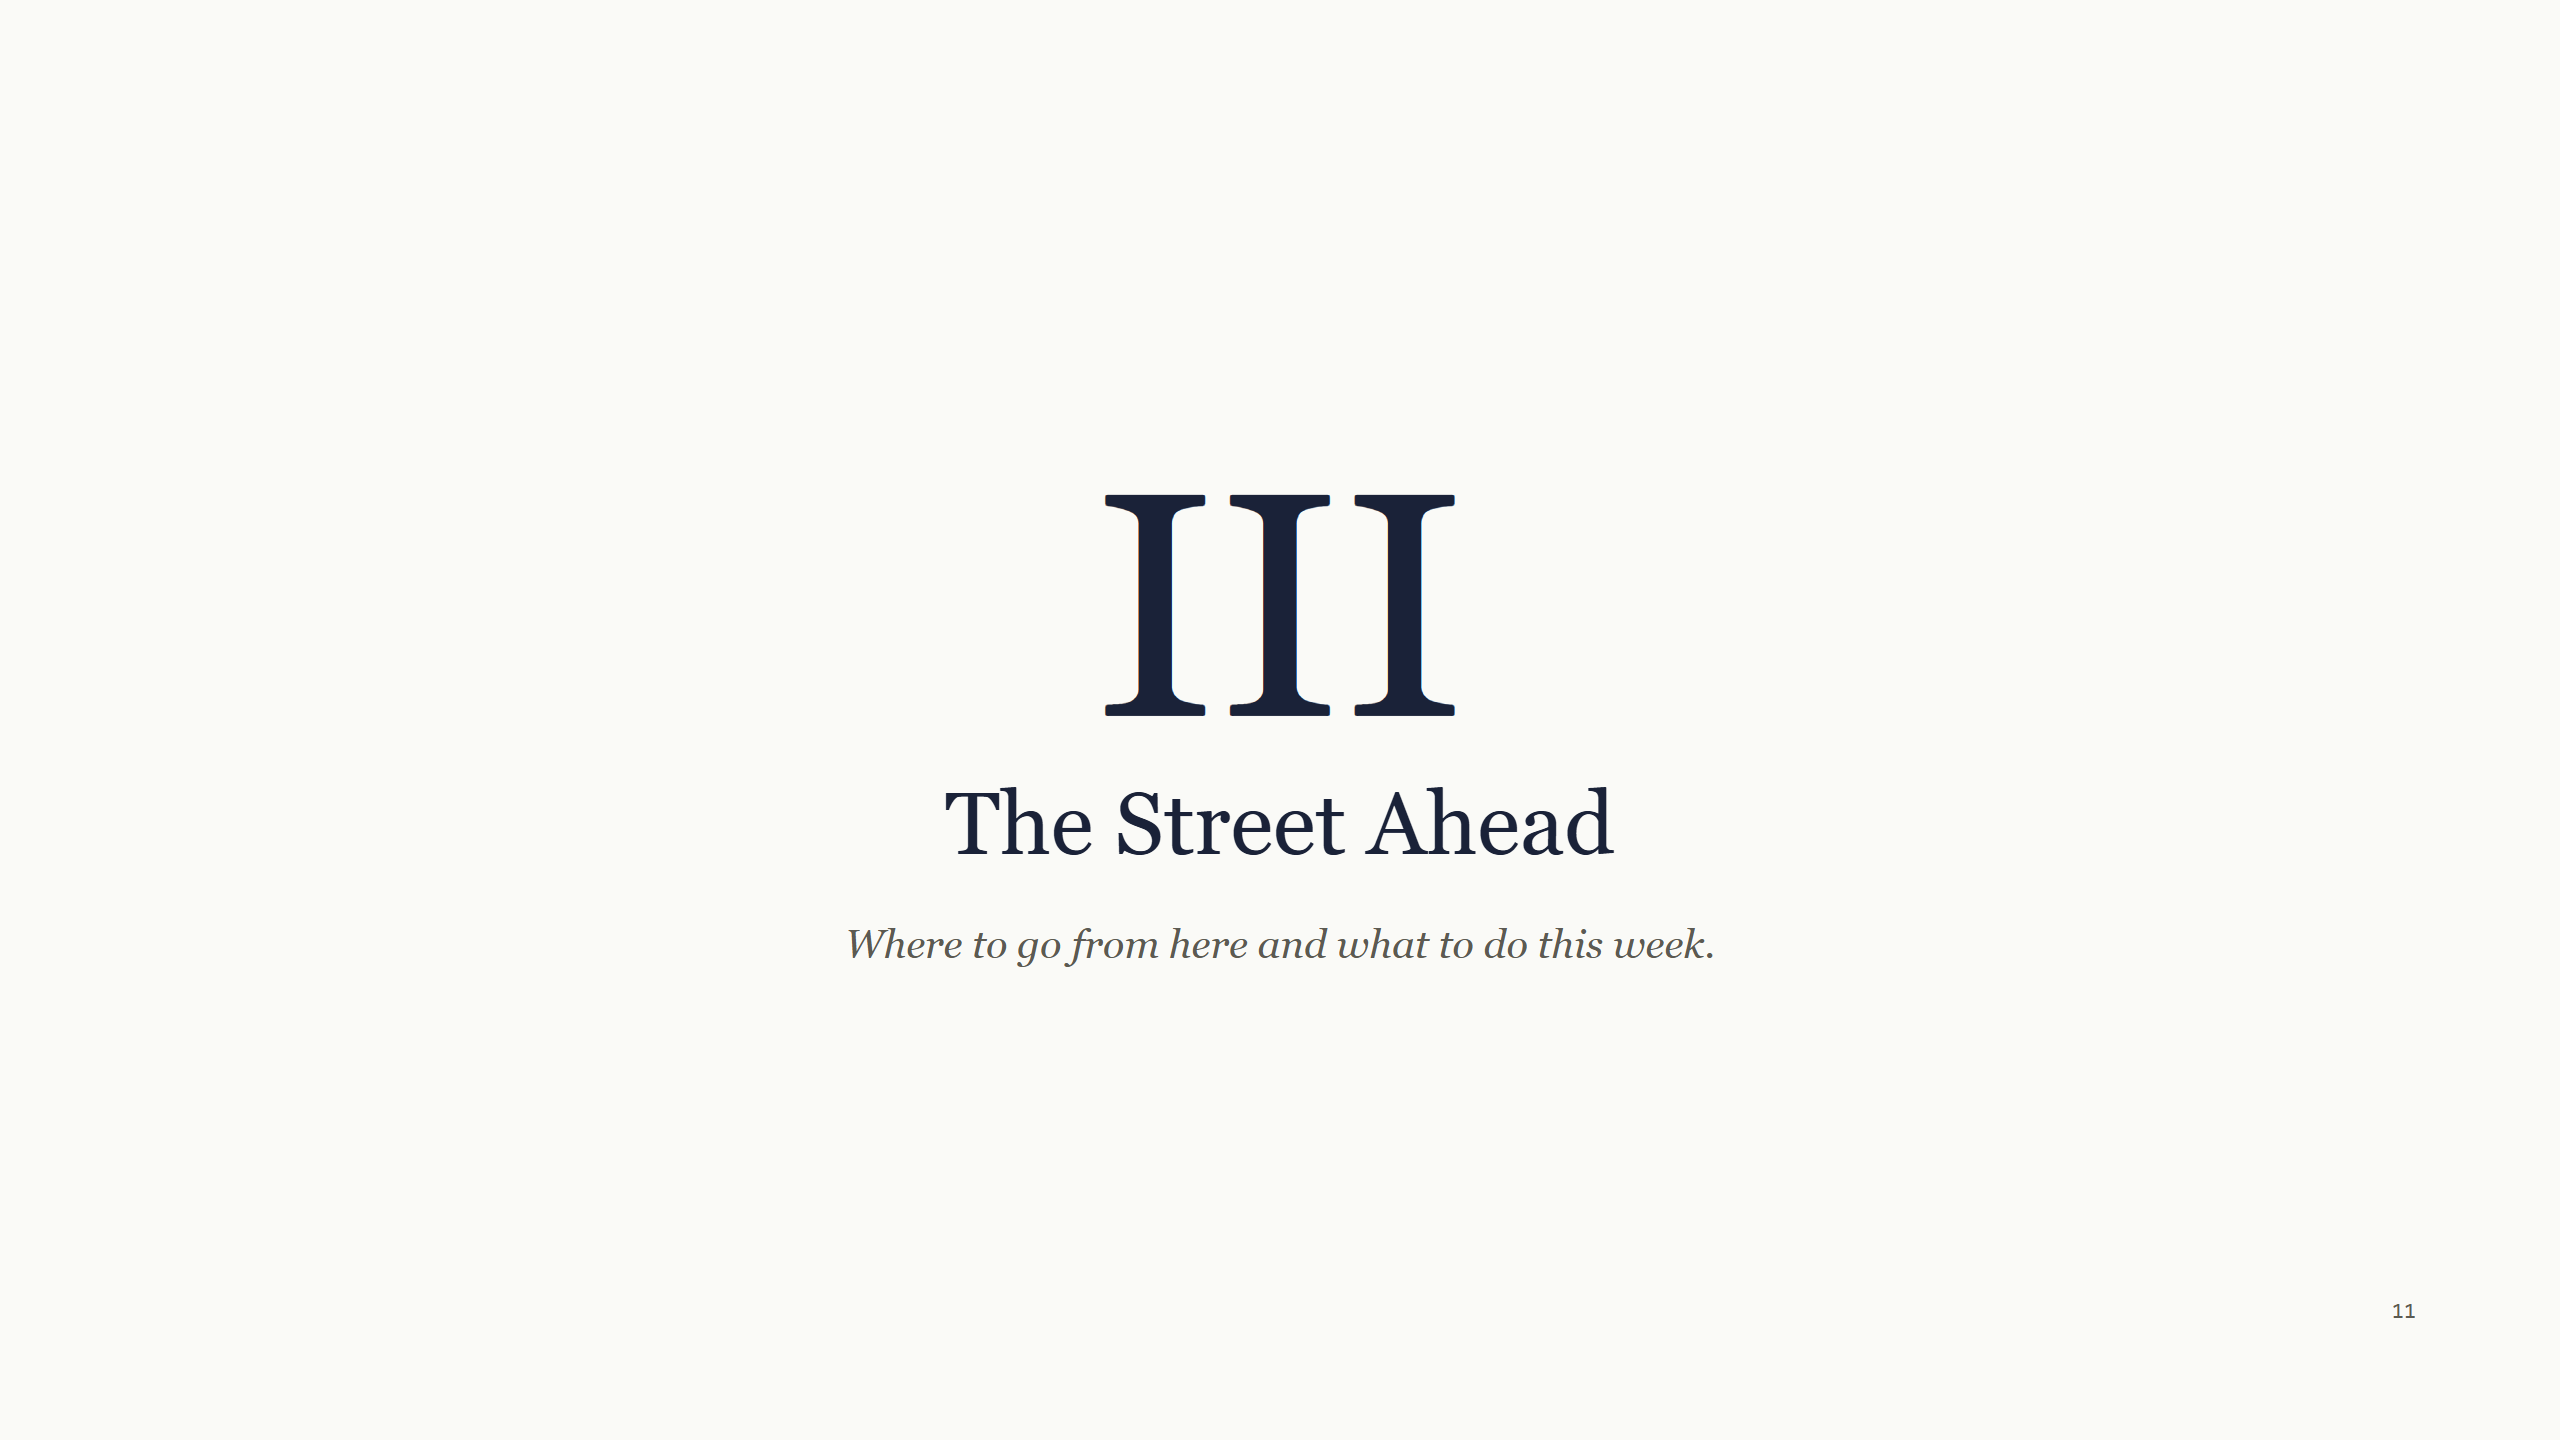 III
The Street Ahead
Where to go from here and what to do this week.
11